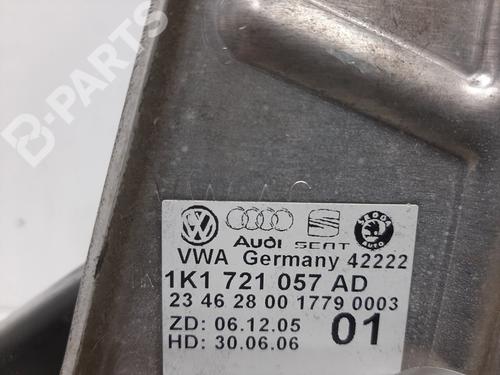 B-PARTS
Audi SEAT SKODA AUTO
VWA Germany 42222
1K1 721 057 AD
23 46 28 00 1779 0003
ZD: 06.12.05 01
HD: 30.06.06